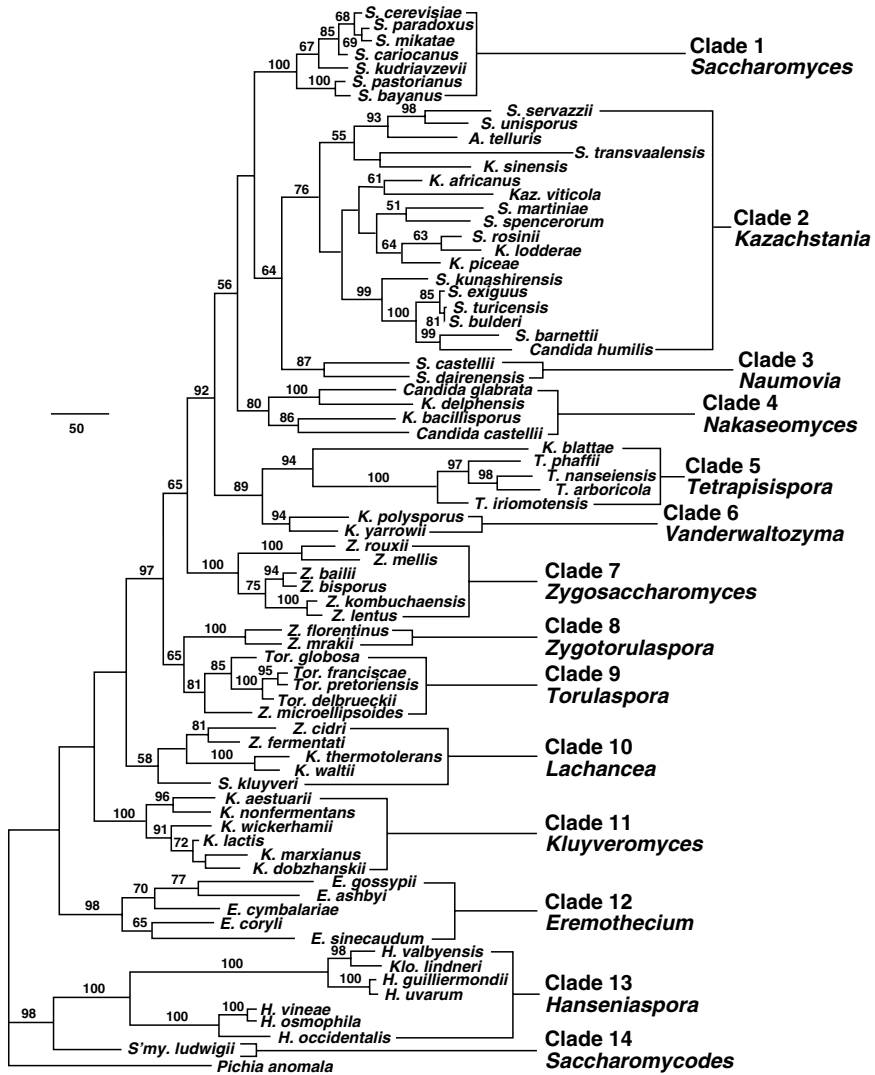 S. cerevisiae
68
S. paradoxus
85
S. mikatae
69
67
S. cariocanus
100
S. kudriavzevii
S. pastorianus
100
S. bayanus
Clade 1
Saccharomyces
S. servazzii
98
93
S. unisporus
A. telluris
55
S. transvaalensis
K. sinensis
K. africanus
61
Kaz. viticola
76
S. martiniae
51
S. spencerorum
S. rosinii
63
64
K. lodderae
K. piceae
S. kunashirensis
99
S. exiguus
85
100
S. turicensis
81
S. bulderi
S. barnettii
99
Candida humilis
Clade 2
Kazachstania
64
56
S. castellii
87
S. dairenensis
Clade 3
Naumovia
92
Candida glabrata
100
K. delphensis
80
K. bacillisporus
86
Candida castellii
Clade 4
Nakaseomyces
50
K. blattae
94
T. phaffii
97
100
T. nanseiensis
98
T. arboricola
T. iriomotensis
Clade 5
Tetrapisispora
65
89
K. polysporus
94
K. yarrowii
Clade 6
Vanderwaltozyma
Z. rouxii
100
Z. mellis
100
94
Z. bailii
Z. bisporus
75
Z. kombuchaensis
100
Z. lentus
Clade 7
Zygosaccharomyces
97
Z. florentinus
100
Z. mrakii
Clade 8
Zygotorulaspora
65
Tor. globosa
85
95
Tor. franciscae
100
Tor. pretoriensis
81
Tor. delbrueckii
Z. microellipsoides
Clade 9
Torulaspora
Z. cidri
81
Z. fermentati
K. thermotolerans
100
58
K. waltii
S. kluyveri
Clade 10
Lachancea
K. aestuarii
96
K. nonfermentans
100
K. wickerhamii
91
K. lactis
72
K. marxianus
K. dobzhanskii
Clade 11
Kluyveromyces
E. gossypii
77
70
E. ashbyi
E. cymbalariae
98
E. coryli
65
E. sinecaudum
Clade 12
Eremothecium
H. valbyensis
98
100
Klo. lindneri
H. guilliermondii
100
H. uvarum
100
H. vineae
100
100
H. osmophila
H. occidentalis
Clade 13
Hanseniaspora
98
S'my. ludwigii
Clade 14
Saccharomycodes
Pichia anomala